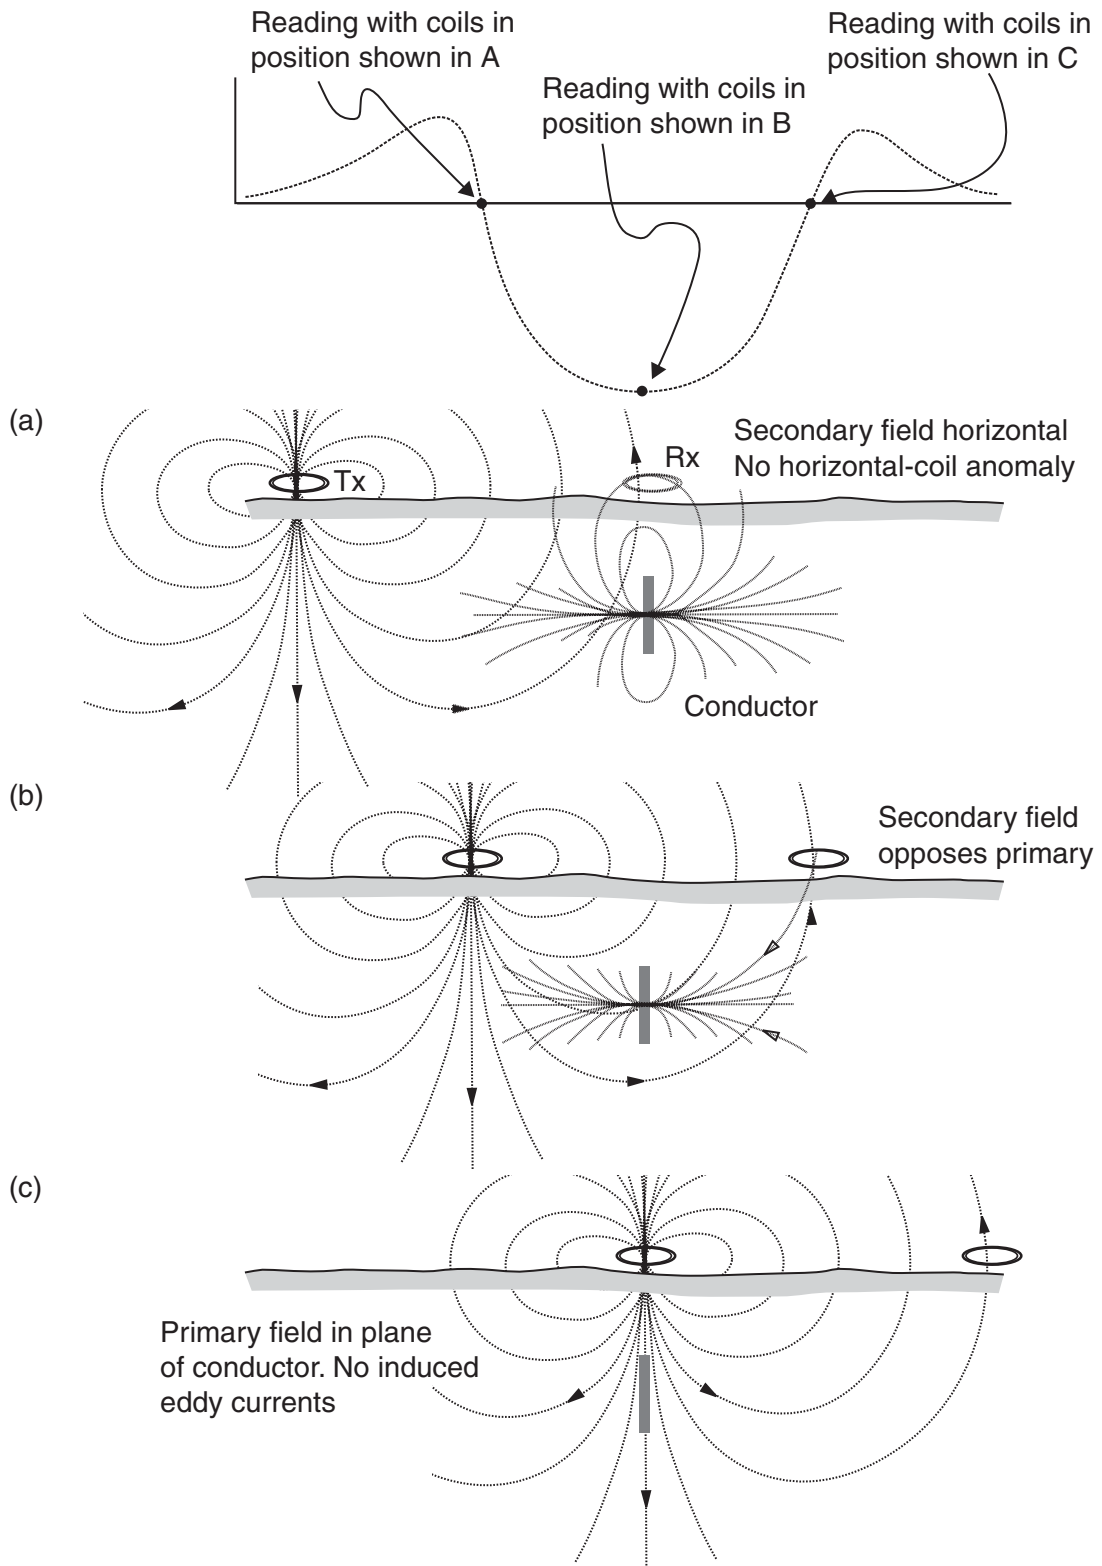 Reading with coils in
position shown in A
Reading with coils in
position shown in B
Reading with coils in
position shown in C
(a)
Tx
Rx
Secondary field horizontal
No horizontal-coil anomaly
Conductor
(b)
Secondary field
opposes primary
(c)
Primary field in plane
of conductor. No induced
eddy currents